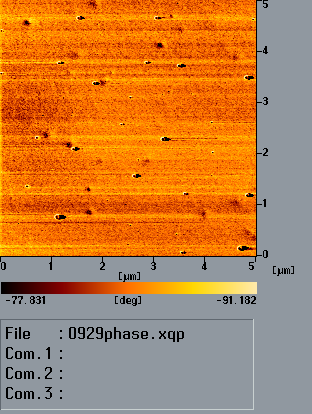 5
4
3
2
1
0
0 1 2 3 4 5
[µm] [µm]
-77.831 [deg] -91.182
File : 0929phase.xqp
Com.1 :
Com.2 :
Com.3 :